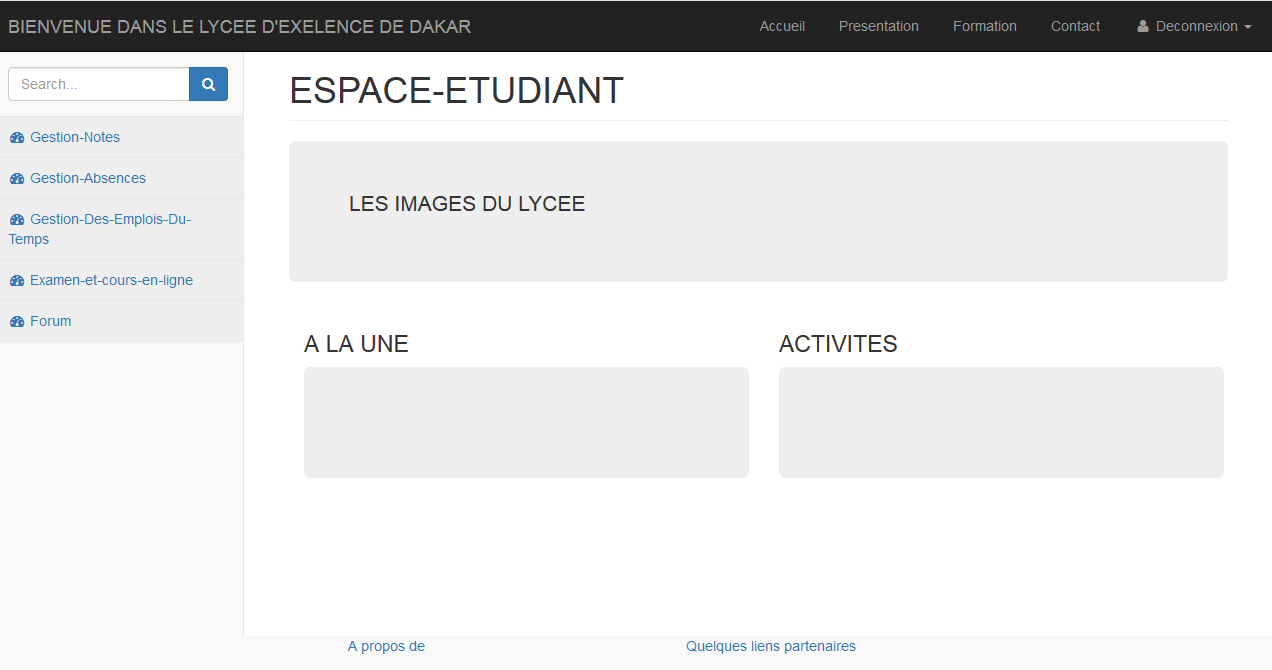 BIENVENUE DANS LE LYCEE D'EXELENCE DE DAKAR
Accueil
Presentation
Formation
Contact
Deconnexion
Search...
Gestion-Notes
Gestion-Absences
Gestion-Des-Emplois-Du-
Temps
Examen-et-cours-en-ligne
Forum
ESPACE-ETUDIANT
LES IMAGES DU LYCEE
A LA UNE
ACTIVITES
A propos de
Quelques liens partenaires